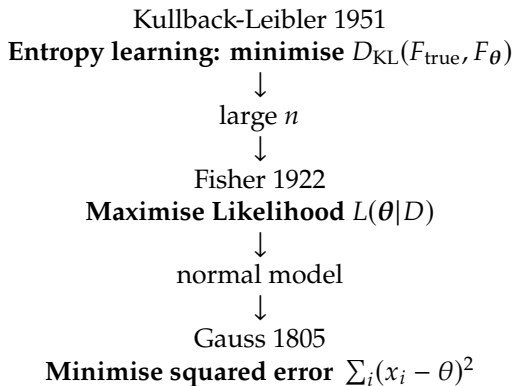 Kullback-Leibler 1951
Entropy learning: minimise D_KL(F_true, F_θ)
↓
large n
↓
Fisher 1922
Maximise Likelihood L(θ|D)
↓
normal model
↓
Gauss 1805
Minimise squared error ∑_i(x_i − θ)^2